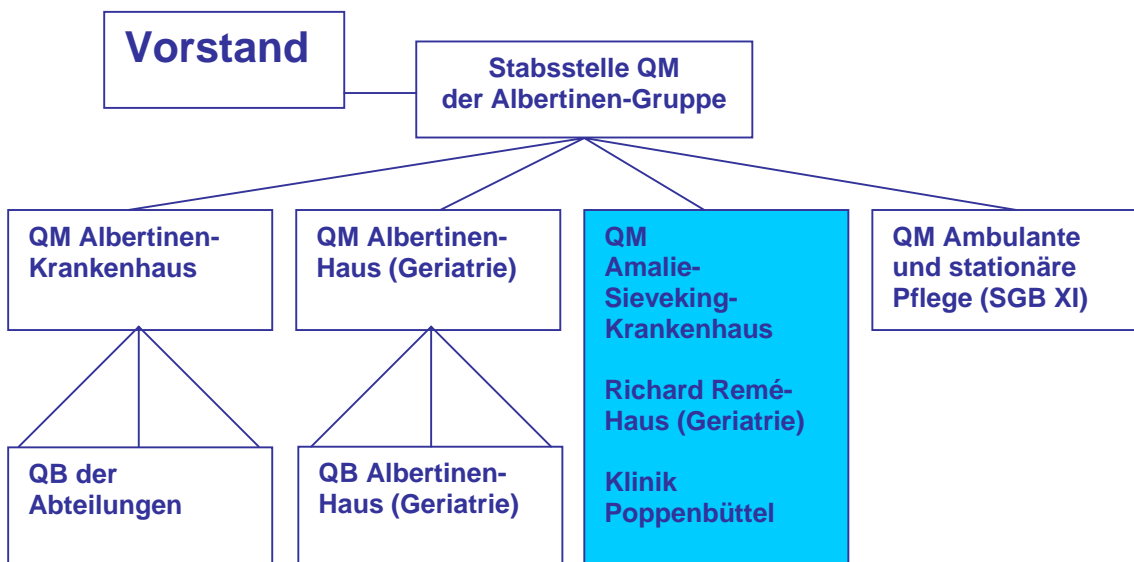 Vorstand
Stabsstelle QM
der Albertinen-Gruppe
QM Albertinen-
Krankenhaus
QM Albertinen-
Haus (Geriatrie)
QM
Amalie-
Sieveking-
Krankenhaus
Richard Remé-
Haus (Geriatrie)
Klinik
Poppenbüttel
QM Ambulante
und stationäre
Pflege (SGB XI)
QB der
Abteilungen
QB Albertinen-
Haus (Geriatrie)